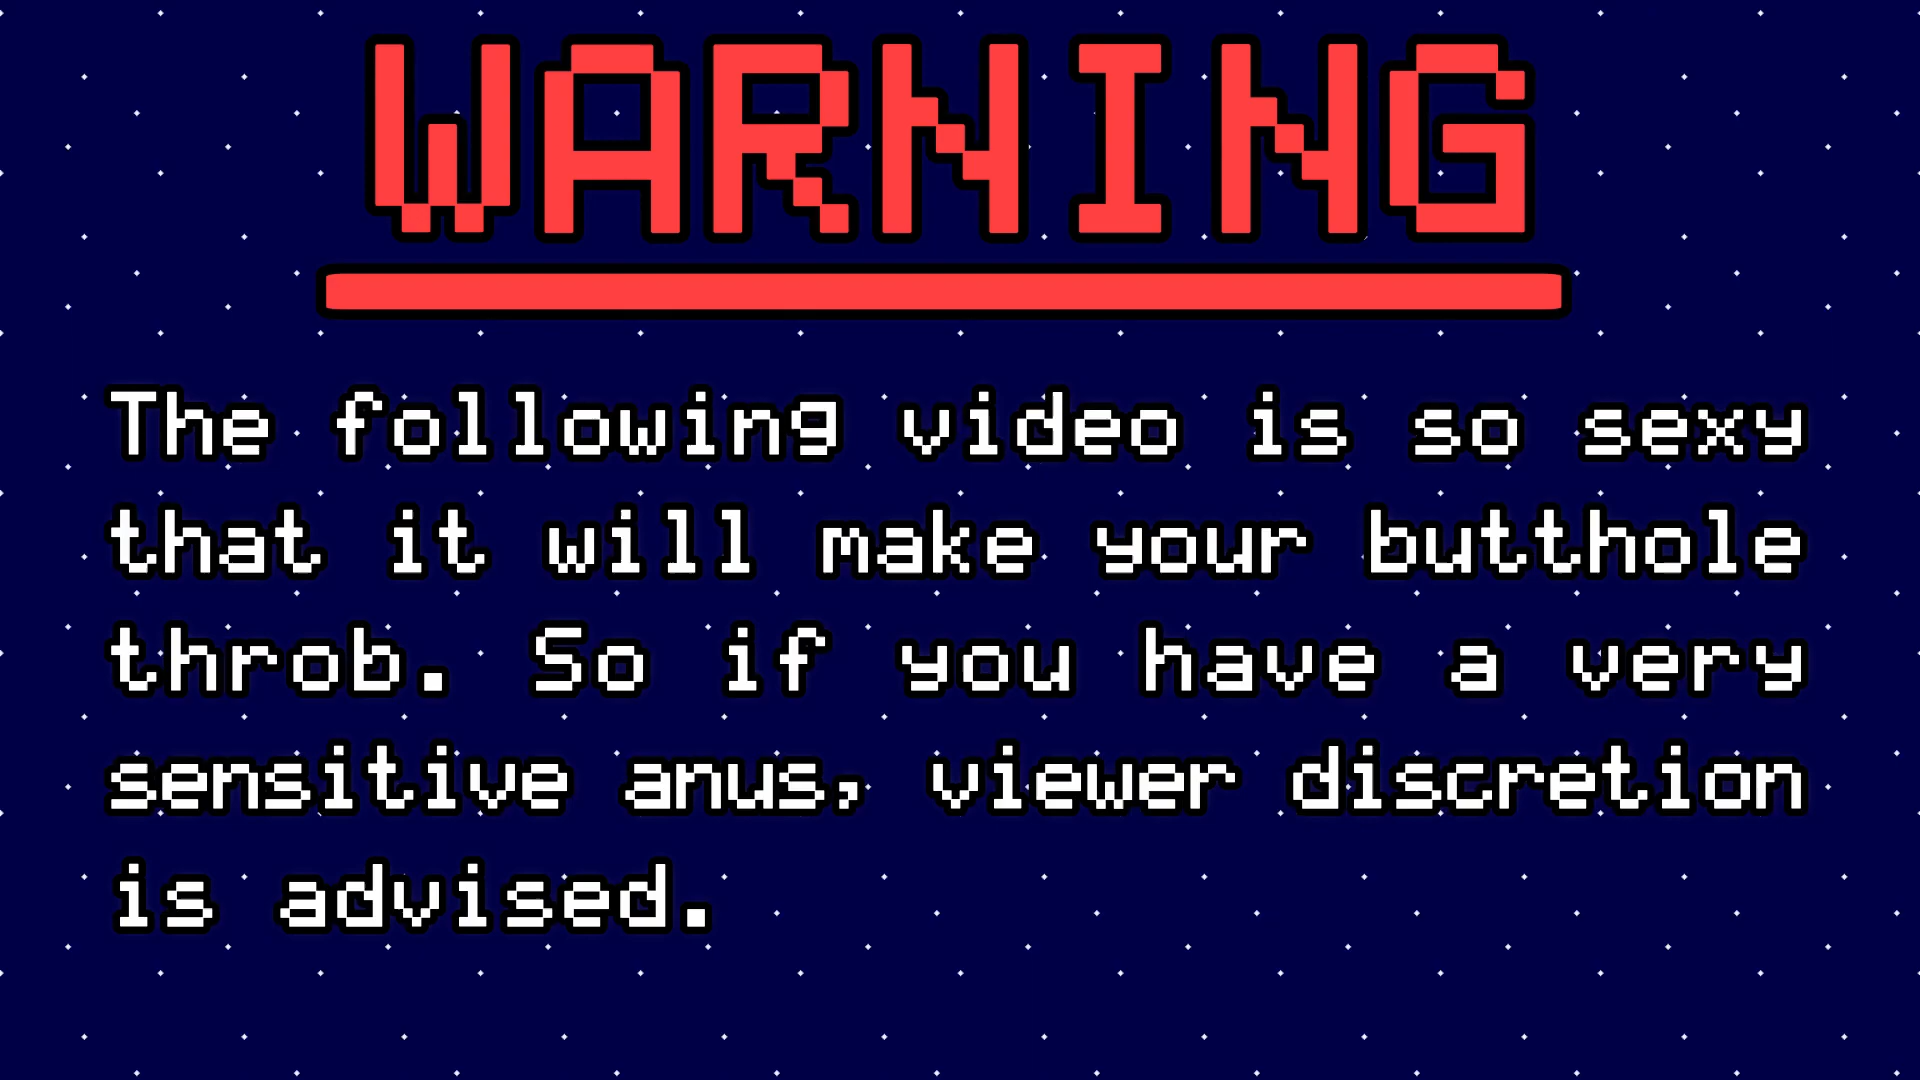 WARNING
The following video is so sexy
that it will make your butthole
throb. So if you have a very
sensitive anus, viewer discretion
is advised.